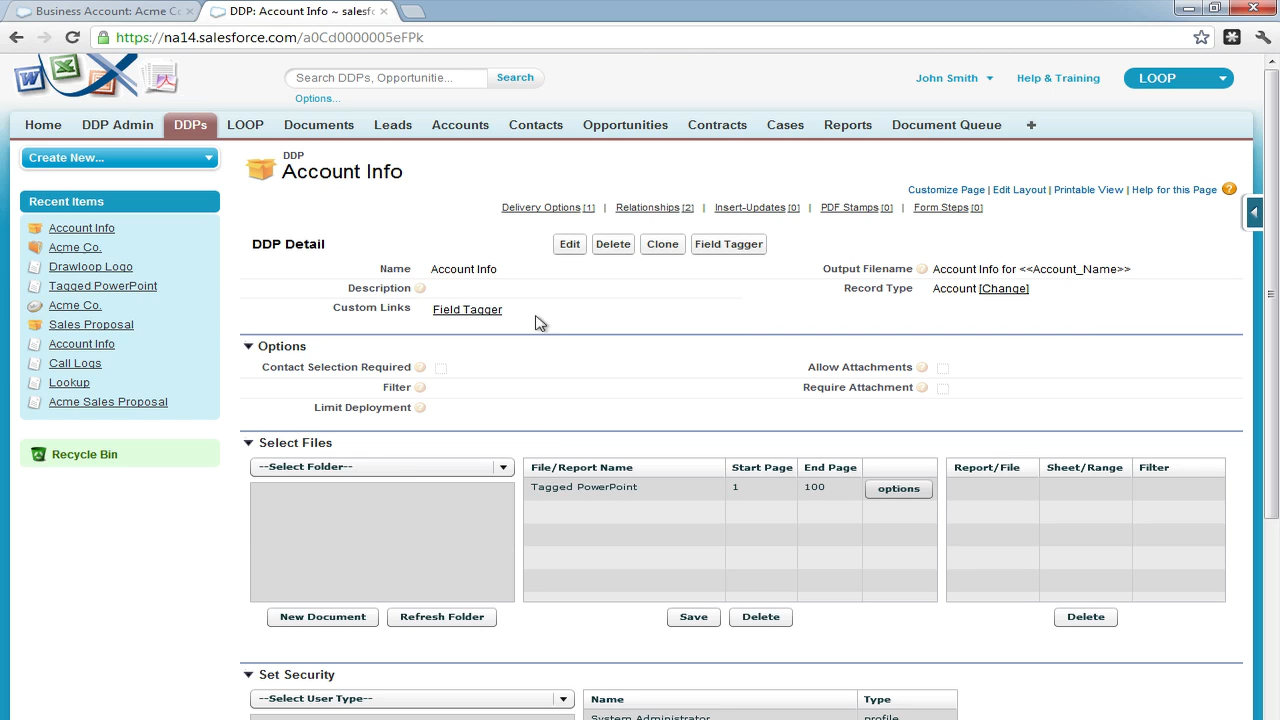 Business Account: Acme C
DDP: Account Info ~ salesf
https://na14.salesforce.com/a0Cd0000005eFPk
Search DDPs, Opportunitie...
Search
Options...
John Smith
Help & Training
LOOP
Home
DDP Admin
DDPs
LOOP
Documents
Leads
Accounts
Contacts
Opportunities
Contracts
Cases
Reports
Document Queue
+
Create New...
Recent Items
Account Info
Acme Co.
Drawloop Logo
Tagged PowerPoint
Acme Co.
Sales Proposal
Account Info
Call Logs
Lookup
Acme Sales Proposal
Recycle Bin
DDP
Account Info
Customize Page | Edit Layout | Printable View | Help for this Page ?
Delivery Options [1] | Relationships [2] | Insert-Updates [0] | PDF Stamps [0] | Form Steps [0]
DDP Detail
Edit
Delete
Clone
Field Tagger
Name Account Info
Output Filename Account Info for <<Account_Name>>
Description
Record Type Account [Change]
Custom Links Field Tagger
Options
Contact Selection Required
Allow Attachments
Filter
Require Attachment
Limit Deployment
Select Files
--Select Folder--
File/Report Name Start Page End Page
Report/File Sheet/Range Filter
Tagged PowerPoint 1 100 options
New Document
Refresh Folder
Save
Delete
Delete
Set Security
--Select User Type--
Name Type
System Administrator profile